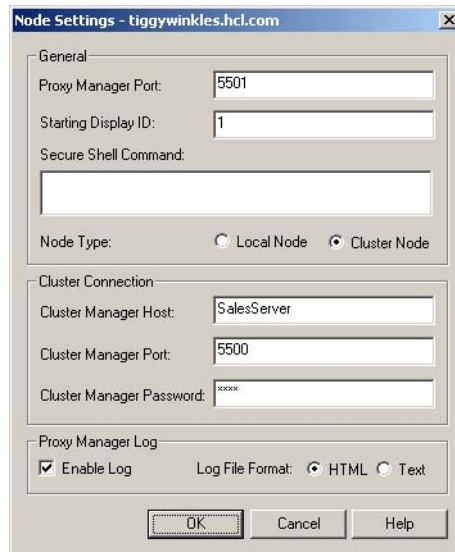 Node Settings - tiggywinkles.hcl.com
General
Proxy Manager Port: 5501
Starting Display ID: 1
Secure Shell Command:
Node Type: Local Node Cluster Node
Cluster Connection
Cluster Manager Host: SalesServer
Cluster Manager Port: 5500
Cluster Manager Password: ****
Proxy Manager Log
Enable Log Log File Format: HTML Text
OK Cancel Help